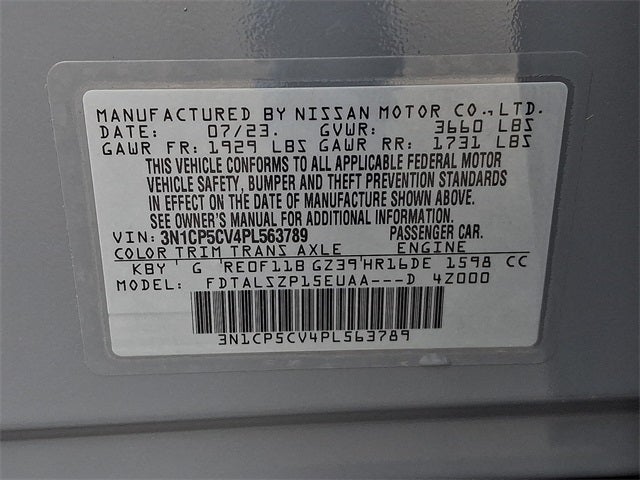 MANUFACTURED BY NISSAN MOTOR CO.,LTD.
DATE: 07/23. GVWR: 3660 LBS
GAWR FR: 1929 LBS GAWR RR: 1731 LBS
THIS VEHICLE CONFORMS TO ALL APPLICABLE FEDERAL MOTOR
VEHICLE SAFETY, BUMPER AND THEFT PREVENTION STANDARDS
IN EFFECT ON THE DATE OF MANUFACTURE SHOWN ABOVE.
SEE OWNER'S MANUAL FOR ADDITIONAL INFORMATION.
VIN: 3N1CP5CV4PL563789 PASSENGER CAR.
COLOR TRIM TRANS AXLE ENGINE
KBY G RE0F11B GZ39 HR16DE 1598 CC
MODEL: FDTALSZP15EUAA---D 4Z000
3N1CP5CV4PL563789